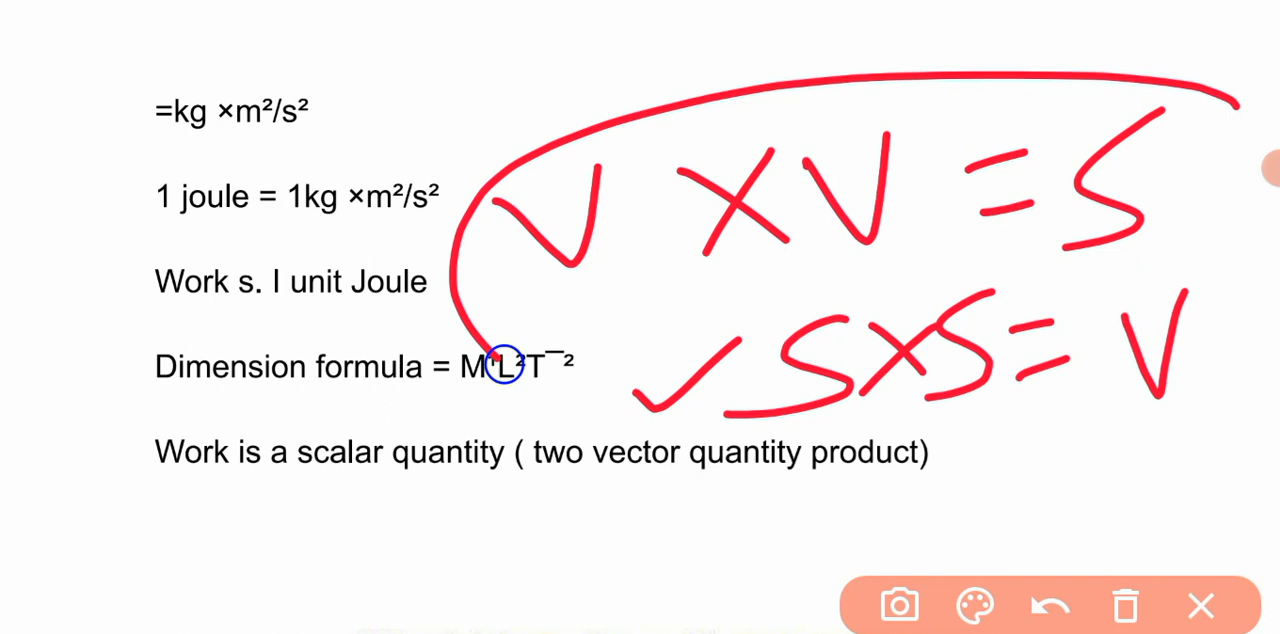 =kg ×m²/s²
V X V = S
1 joule = 1kg ×m²/s²
Work s. I unit Joule
✓ S X S = V
Dimension formula = M¹L²T¯²
Work is a scalar quantity ( two vector quantity product)